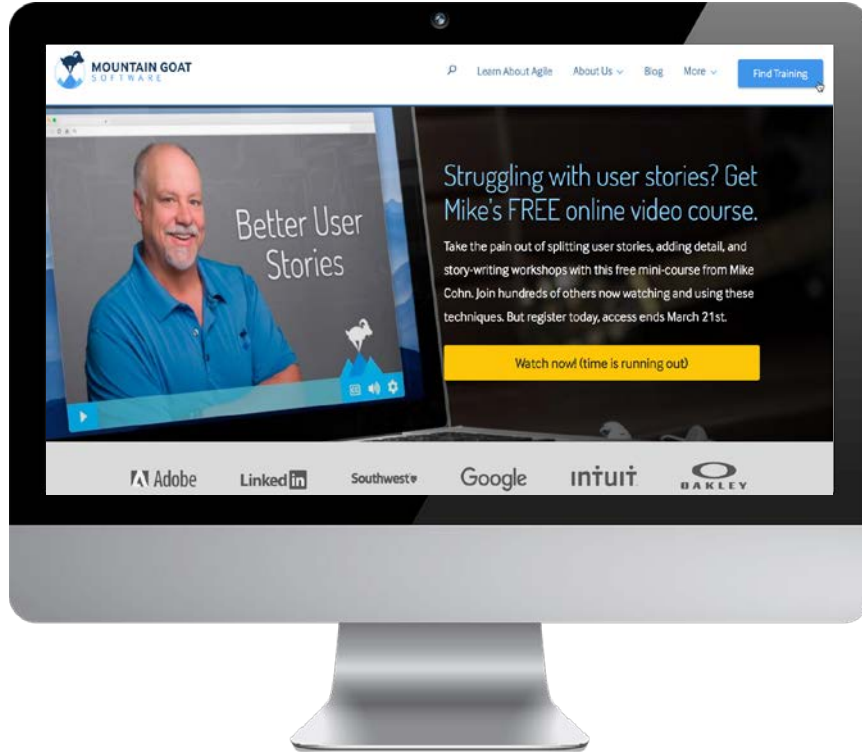 MOUNTAIN GOAT
SOFTWARE
Learn About Agile About Us Blog More Find Training
Better User
Stories
Struggling with user stories? Get
Mike's FREE online video course.
Take the pain out of splitting user stories, adding detail, and
story-writing workshops with this free mini-course from Mike
Cohn. Join hundreds of others now watching and using these
techniques. But register today, access ends March 21st.
Watch now! (time is running out)
Adobe Linked in Southwest Google intuit OAKLEY